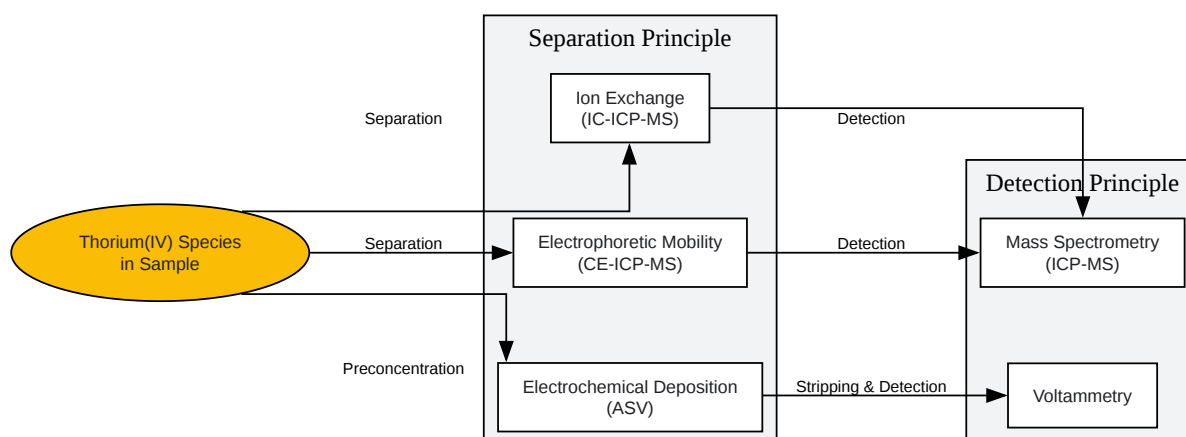 Separation Principle
Ion Exchange
(IC-ICP-MS)
Separation
Detection
Detection Principle
Thorium(IV) Species
in Sample
Separation
Electrophoretic Mobility
(CE-ICP-MS)
Detection
Mass Spectrometry
(ICP-MS)
Preconcentration
Electrochemical Deposition
(ASV)
Stripping & Detection
Voltammetry